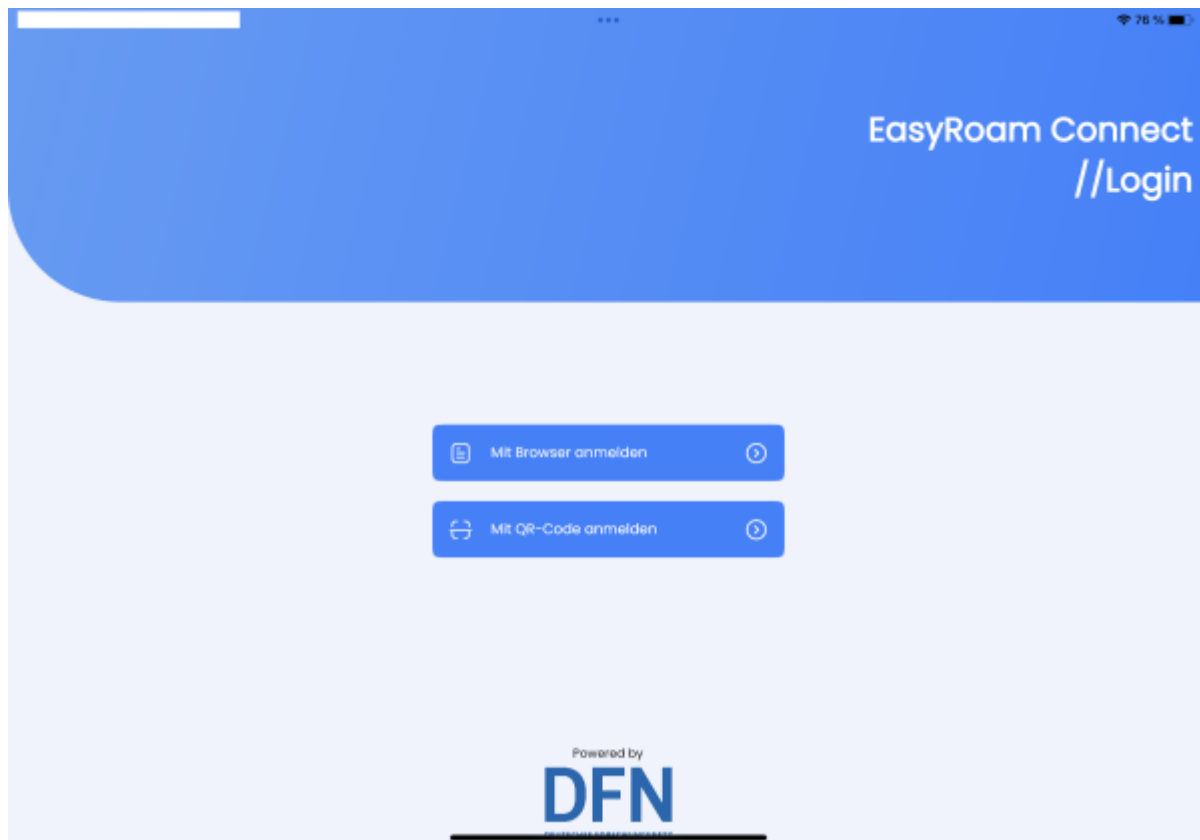 76 %
EasyRoam Connect
//Login
Mit Browser anmelden
Mit QR-Code anmelden
Powered by
DFN